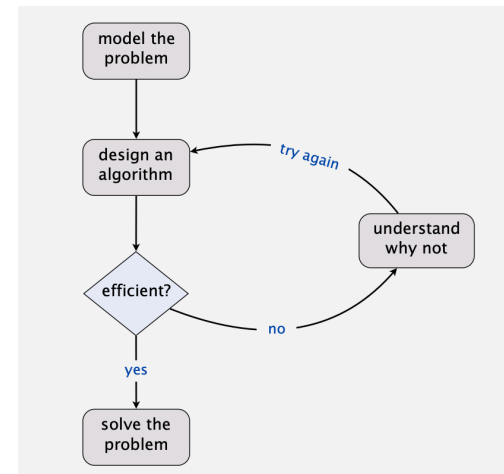 model the
problem
design an
algorithm
try again
understand
why not
efficient?
no
yes
solve the
problem